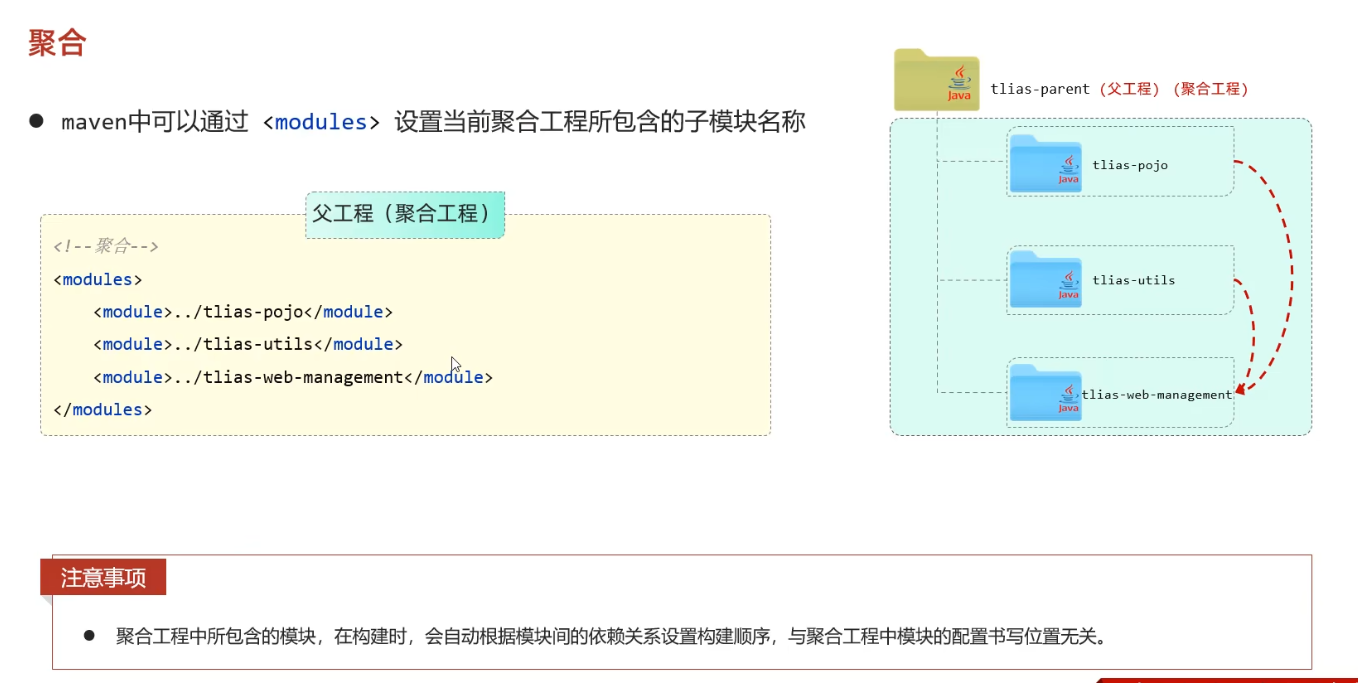 聚合
● maven中可以通过 <modules> 设置当前聚合工程所包含的子模块名称
父工程（聚合工程）
<!--聚合-->
<modules>
<module>../tlias-pojo</module>
<module>../tlias-utils</module>
<module>../tlias-web-management</module>
</modules>
Java
tlias-parent（父工程）（聚合工程）
Java
tlias-pojo
Java
tlias-utils
Java
tlias-web-management
注意事项
● 聚合工程中所包含的模块，在构建时，会自动根据模块间的依赖关系设置构建顺序，与聚合工程中模块的配置书写位置无关。